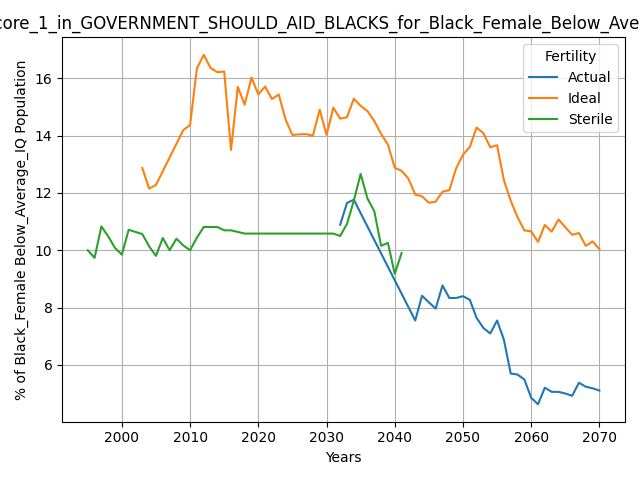 core_1_in_GOVERNMENT_SHOULD_AID_BLACKS_for_Black_Female_Below_Ave
Fertility
Actual
Ideal
Sterile
% of Black_Female Below_Average_IQ Population
16
14
12
10
8
6
2000 2010 2020 2030 2040 2050 2060 2070
Years